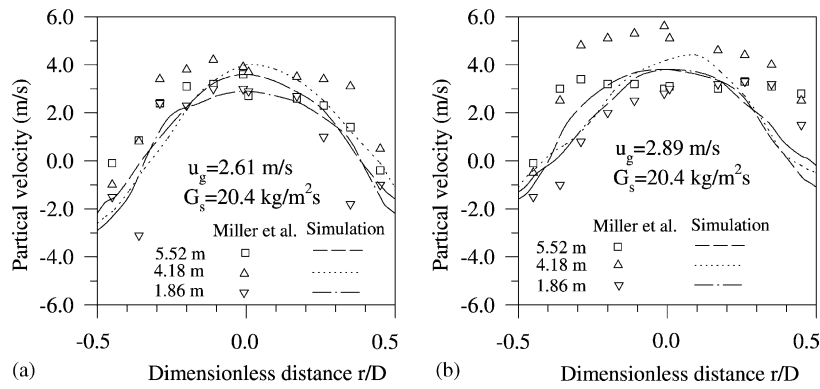 6.0
4.0
2.0
0.0
-2.0
-4.0
-6.0
Partical velocity (m/s)
u_g=2.61 m/s
G_s=20.4 kg/m²s
Miller et al. Simulation
5.52 m
4.18 m
1.86 m
-0.5 0.0 0.5
(a) Dimensionless distance r/D
6.0
4.0
2.0
0.0
-2.0
-4.0
-6.0
Partical velocity (m/s)
u_g=2.89 m/s
G_s=20.4 kg/m²s
Miller et al. Simulation
5.52 m
4.18 m
1.86 m
-0.5 0.0 0.5
(b) Dimensionless distance r/D